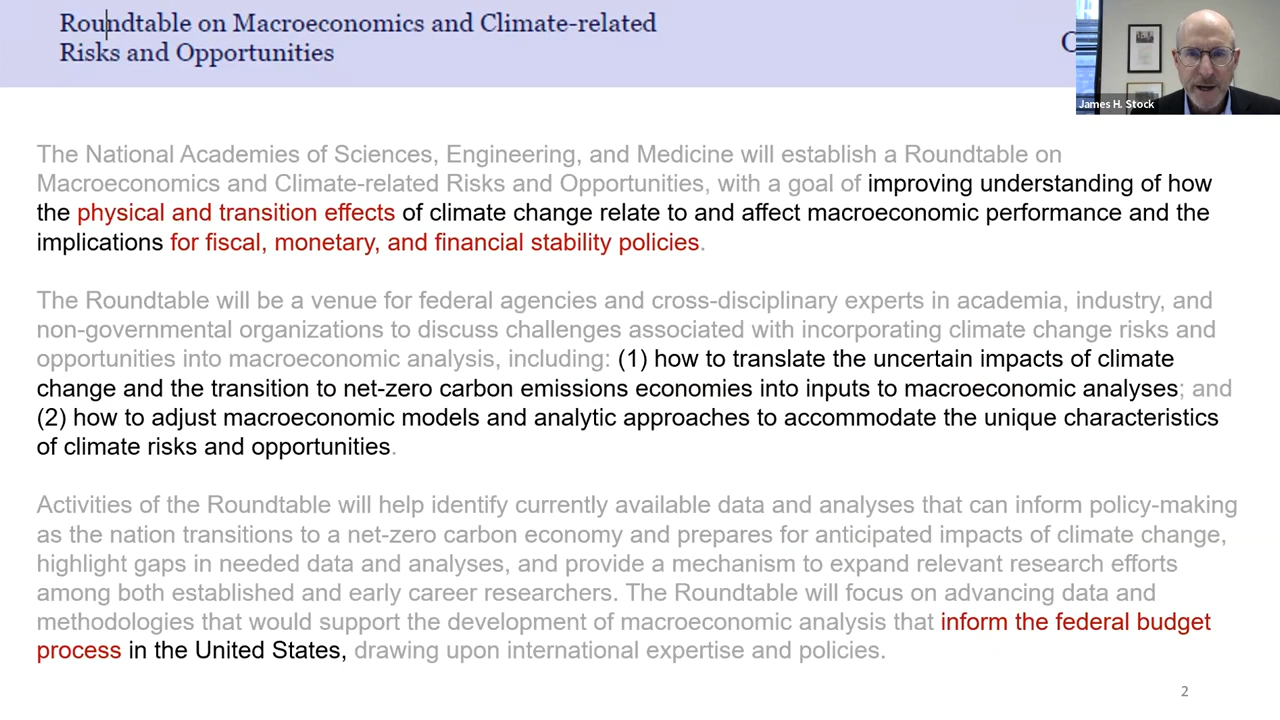 Roundtable on Macroeconomics and Climate-related
Risks and Opportunities
James H. Stock
The National Academies of Sciences, Engineering, and Medicine will establish a Roundtable on
Macroeconomics and Climate-related Risks and Opportunities, with a goal of improving understanding of how
the physical and transition effects of climate change relate to and affect macroeconomic performance and the
implications for fiscal, monetary, and financial stability policies.
The Roundtable will be a venue for federal agencies and cross-disciplinary experts in academia, industry, and
non-governmental organizations to discuss challenges associated with incorporating climate change risks and
opportunities into macroeconomic analysis, including: (1) how to translate the uncertain impacts of climate
change and the transition to net-zero carbon emissions economies into inputs to macroeconomic analyses; and
(2) how to adjust macroeconomic models and analytic approaches to accommodate the unique characteristics
of climate risks and opportunities.
Activities of the Roundtable will help identify currently available data and analyses that can inform policy-making
as the nation transitions to a net-zero carbon economy and prepares for anticipated impacts of climate change,
highlight gaps in needed data and analyses, and provide a mechanism to expand relevant research efforts
among both established and early career researchers. The Roundtable will focus on advancing data and
methodologies that would support the development of macroeconomic analysis that inform the federal budget
process in the United States, drawing upon international expertise and policies.
2